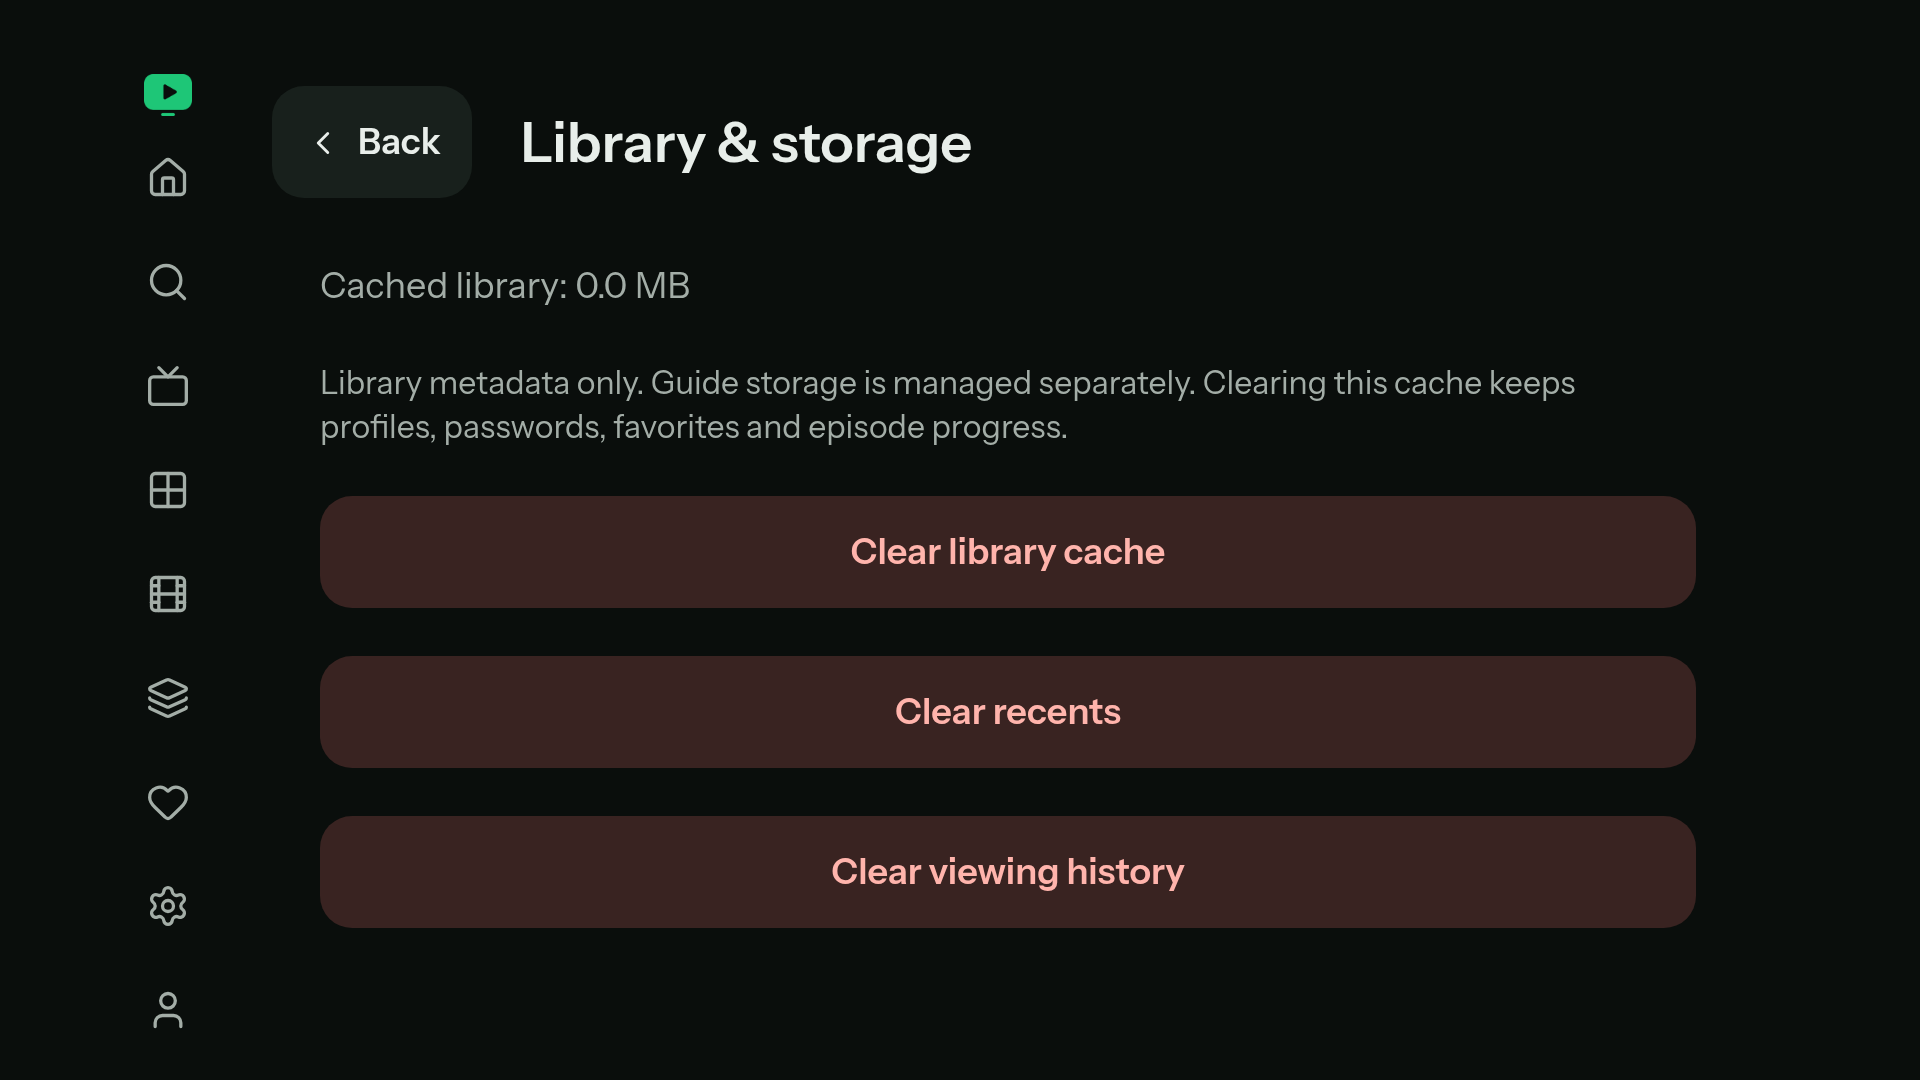 Back
Library & storage
Cached library: 0.0 MB
Library metadata only. Guide storage is managed separately. Clearing this cache keeps
profiles, passwords, favorites and episode progress.
Clear library cache
Clear recents
Clear viewing history